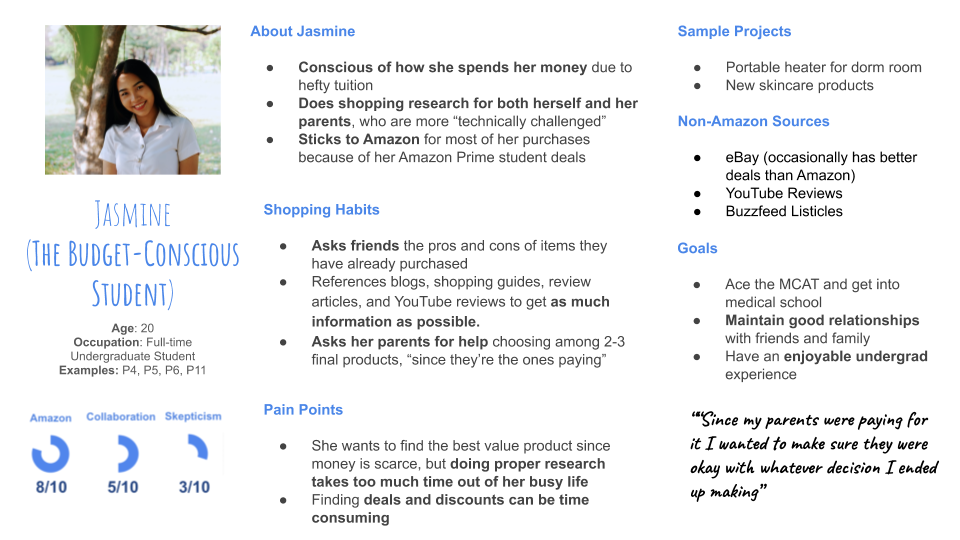 Jasmine
(The Budget-Conscious
Student)
Age: 20
Occupation: Full-time
Undergraduate Student
Examples: P4, P5, P6, P11
Amazon Collaboration Skepticism
8/10 5/10 3/10
About Jasmine
● Conscious of how she spends her money due to
hefty tuition
● Does shopping research for both herself and her
parents, who are more “technically challenged”
● Sticks to Amazon for most of her purchases
because of her Amazon Prime student deals
Shopping Habits
● Asks friends the pros and cons of items they
have already purchased
● References blogs, shopping guides, review
articles, and YouTube reviews to get as much
information as possible.
● Asks her parents for help choosing among 2-3
final products, “since they’re the ones paying”
Pain Points
● She wants to find the best value product since
money is scarce, but doing proper research
takes too much time out of her busy life
● Finding deals and discounts can be time
consuming
Sample Projects
● Portable heater for dorm room
● New skincare products
Non-Amazon Sources
● eBay (occasionally has better
deals than Amazon)
● YouTube Reviews
● Buzzfeed Listicles
Goals
● Ace the MCAT and get into
medical school
● Maintain good relationships
with friends and family
● Have an enjoyable undergrad
experience
““Since my parents were paying for
it I wanted to make sure they were
okay with whatever decision I ended
up making”